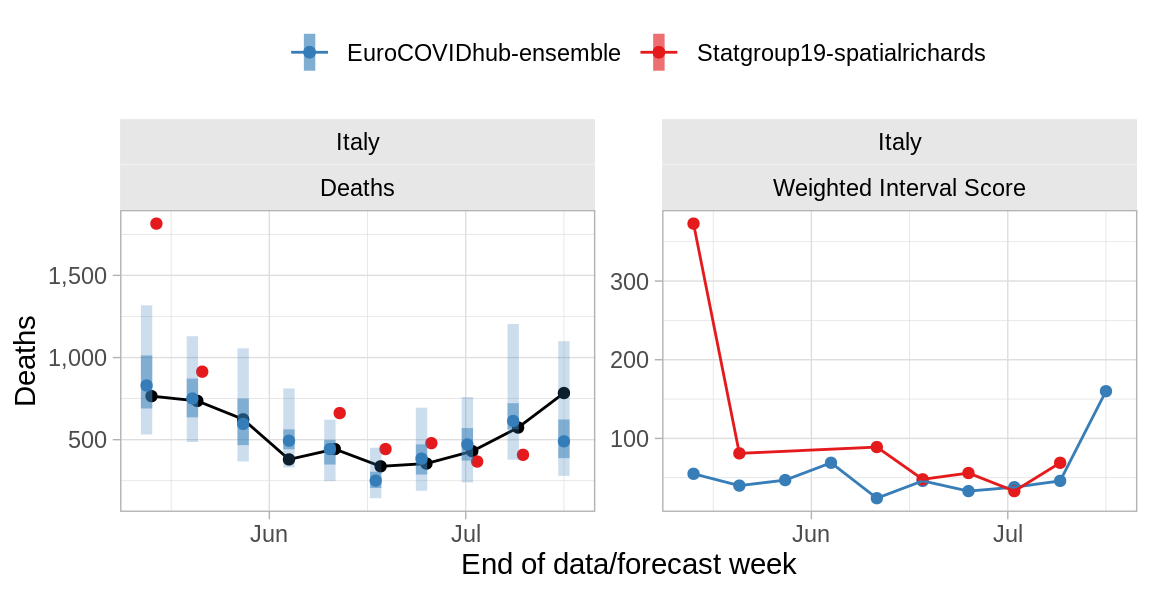 EuroCOVIDhub-ensemble Statgroup19-spatialrichards
Italy
Deaths
Italy
Weighted Interval Score
Deaths
1,500
1,000
500
300
200
100
Jun Jul
Jun Jul
End of data/forecast week